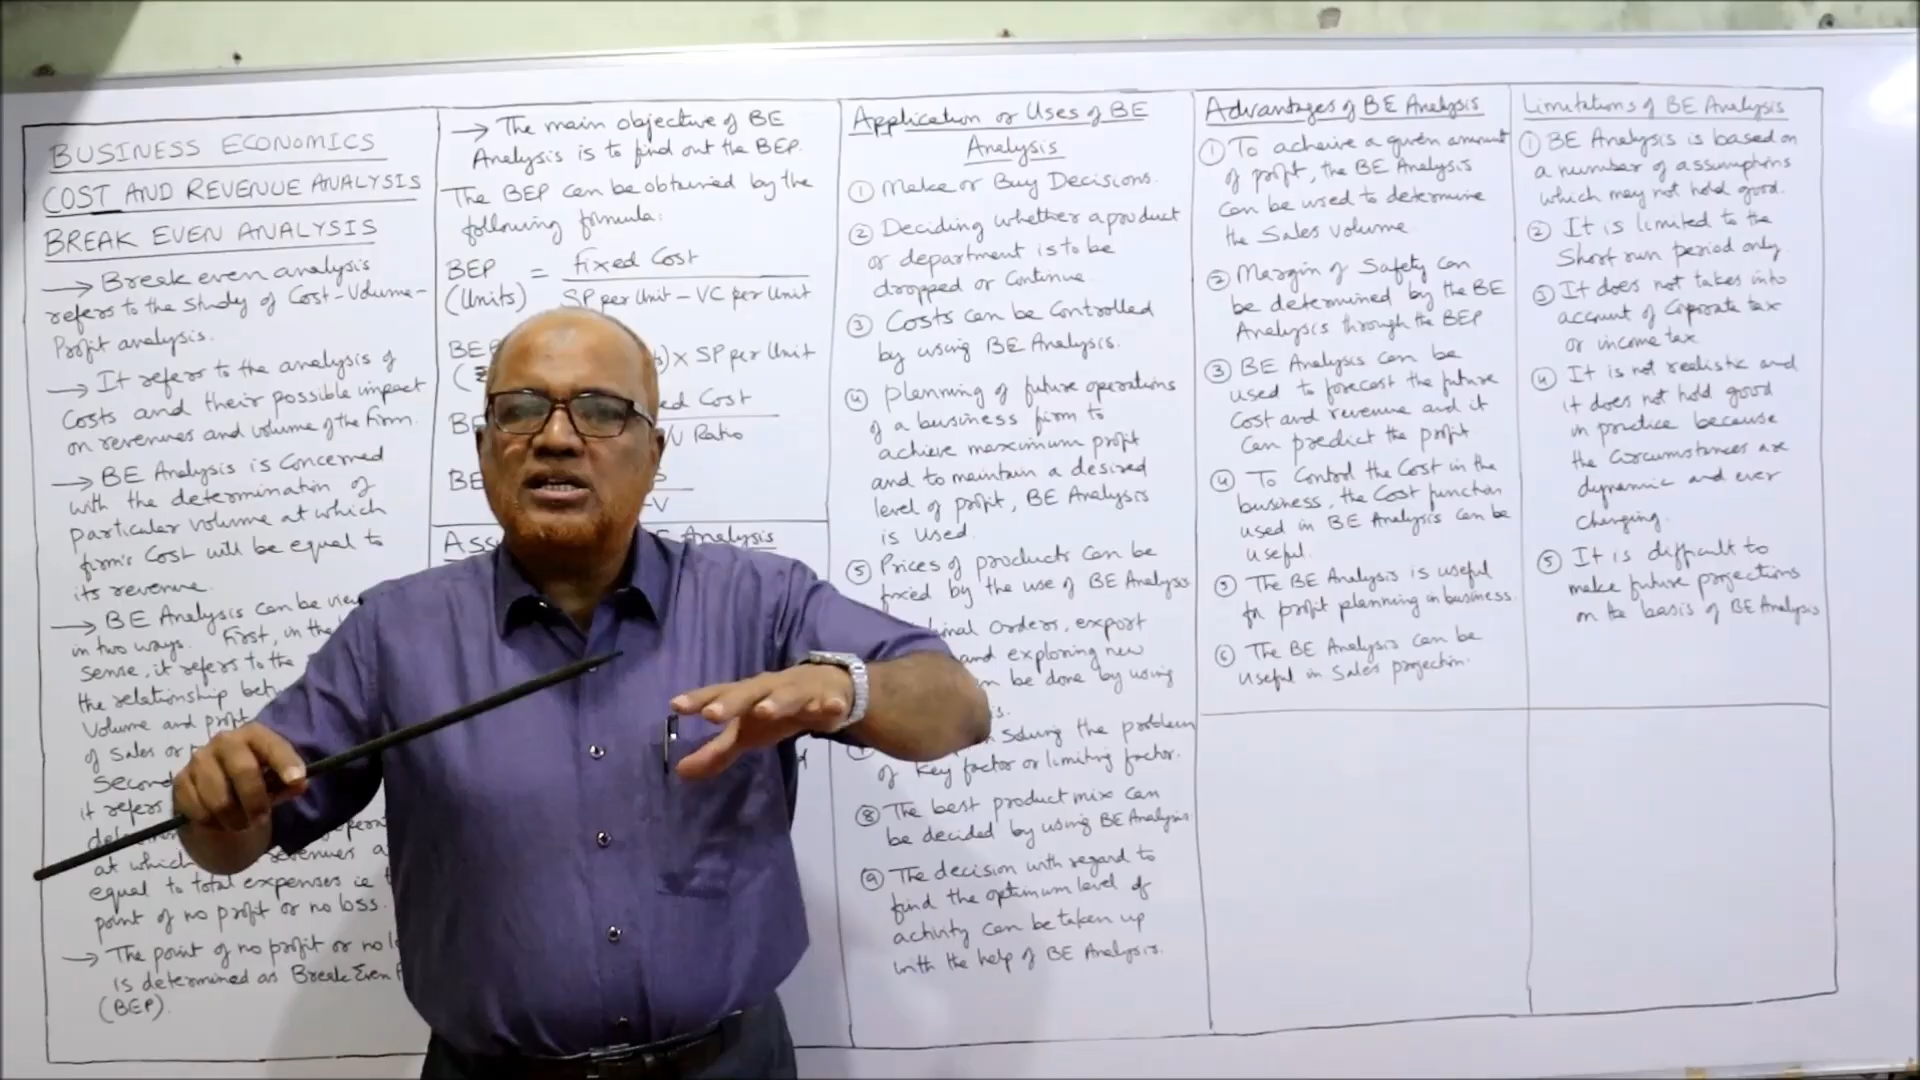 BUSINESS ECONOMICS
COST AND REVENUE ANALYSIS
BREAK EVEN ANALYSIS
→ Break even analysis
refers to the study of Cost-Volume-
Profit analysis.
→ It refers to the analysis of
Costs and their possible impact
on revenues and volume of the firm.
→ BE Analysis is concerned
with the determination of
particular volume at which
firm's Cost will be equal to
its revenue.
→ BE Analysis can be
in two ways. First, in the
sense, it refers to the
the relationship
Volume and profit
of Sales or
Second
it refers
at which revenues
equal to total expenses ie
point of no profit or no loss.
→ The point of no profit or no
is determined as Break Even
(BEP).
→ The main objective of BE
Analysis is to find out the BEP.
The BEP can be obtained by the
following formula:
BEP (Units) = Fixed Cost
SP per Unit - VC per Unit
× SP per Unit
Cost
Ratio
-V
Analysis
Application or Uses of BE
Analysis
① Make or Buy Decisions.
② Deciding whether a product
or department is to be
droopped or Continue
③ Costs can be Controlled
by using BE Analysis.
④ Planning of future operations
of a business firm to
achieve maximum profit
and to maintain a desired
level of profit, BE Analysis
is used.
⑤ Prices of products can be
fixed by the use of BE Analysis
orders, export
and exploring new
be done by using
Solving the problem
of key factor or limiting factor.
⑧ The best product mix can
be decided by using BE Analysis
⑨ The decision with regard to
find the optimum level of
activity can be taken up
with the help of BE Analysis.
Advantages of BE Analysis
① To acheive a given amount
of profit, the BE Analysis
can be used to determine
the Sales volume.
② Margin of Safety can
be determined by the BE
Analysis through the BEP
③ BE Analysis can be
used to forecast the future
Cost and revenue and it
can predict the profit
④ To Control the Cost in the
business, the Cost function
used in BE Analysis can be
useful.
⑤ The BE Analysis is useful
for profit planning in business.
⑥ The BE Analysis can be
useful in Sales projection.
Limitations of BE Analysis
① BE Analysis is based on
a number of assumptions
which may not hold good.
② It is limited to the
Short run period only.
③ It does not takes into
account of Corporate tax
or income tax
④ It is not realistic and
it does not hold good
in practice because
the circumstances are
dynamic and ever
changing.
⑤ It is difficult to
make future projections
on the basis of BE Analysis